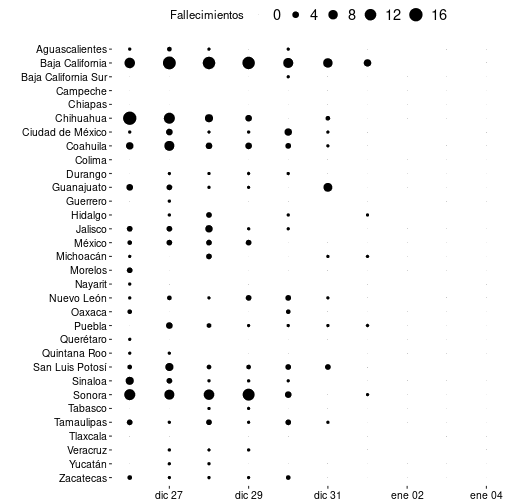 Fallecimientos 0 4 8 12 16
Aguascalientes
Baja California
Baja California Sur
Campeche
Chiapas
Chihuahua
Ciudad de México
Coahuila
Colima
Durango
Guanajuato
Guerrero
Hidalgo
Jalisco
México
Michoacán
Morelos
Nayarit
Nuevo León
Oaxaca
Puebla
Querétaro
Quintana Roo
San Luis Potosí
Sinaloa
Sonora
Tabasco
Tamaulipas
Tlaxcala
Veracruz
Yucatán
Zacatecas
dic 27 dic 29 dic 31 ene 02 ene 04